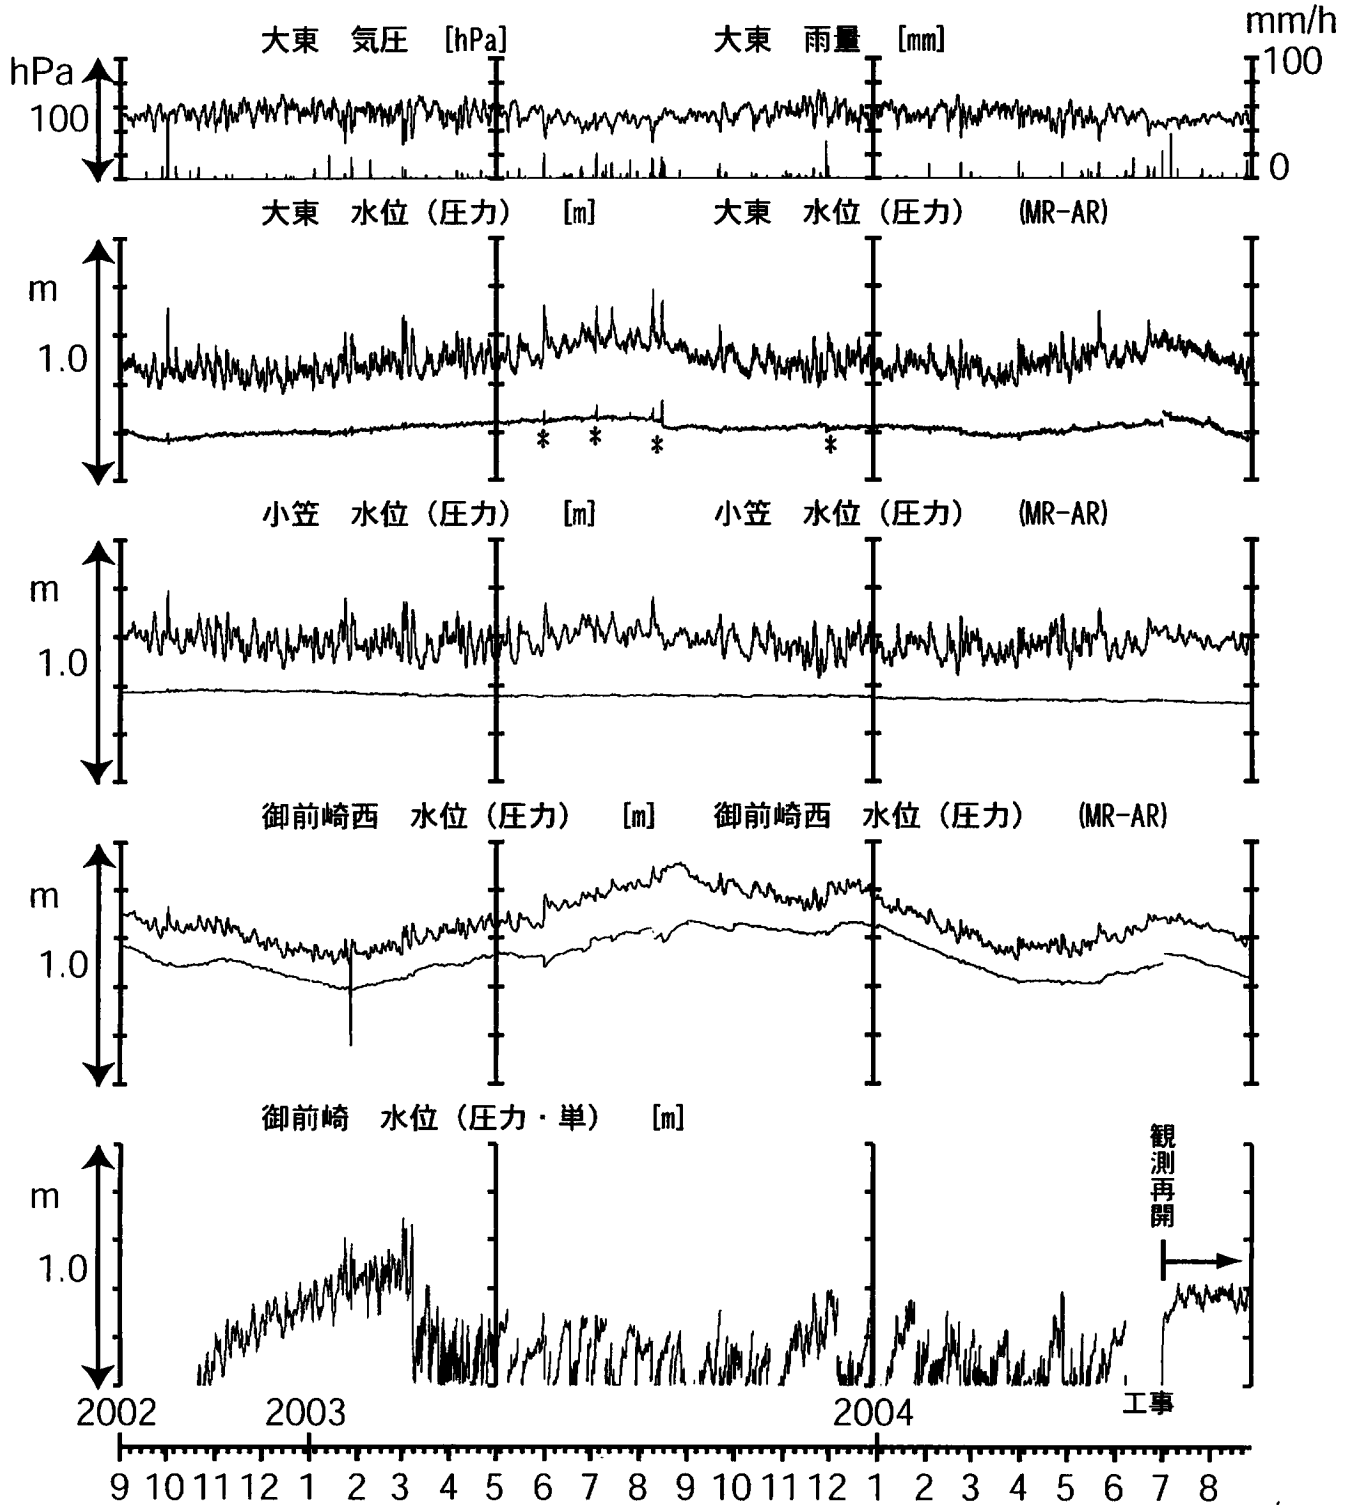 大東 気圧 [hPa] 大東 雨量 [mm] mm/h
hPa 100
100 0
大東 水位（圧力） [m] 大東 水位（圧力） (MR-AR)
m
1.0
* * * *
小笠 水位（圧力） [m] 小笠 水位（圧力） (MR-AR)
m
1.0
御前崎西 水位（圧力） [m] 御前崎西 水位（圧力） (MR-AR)
m
1.0
御前崎 水位（圧力・単） [m]
観測再開
m
1.0
工事
2002 2003 2004
9 10 11 12 1 2 3 4 5 6 7 8 9 10 11 12 1 2 3 4 5 6 7 8